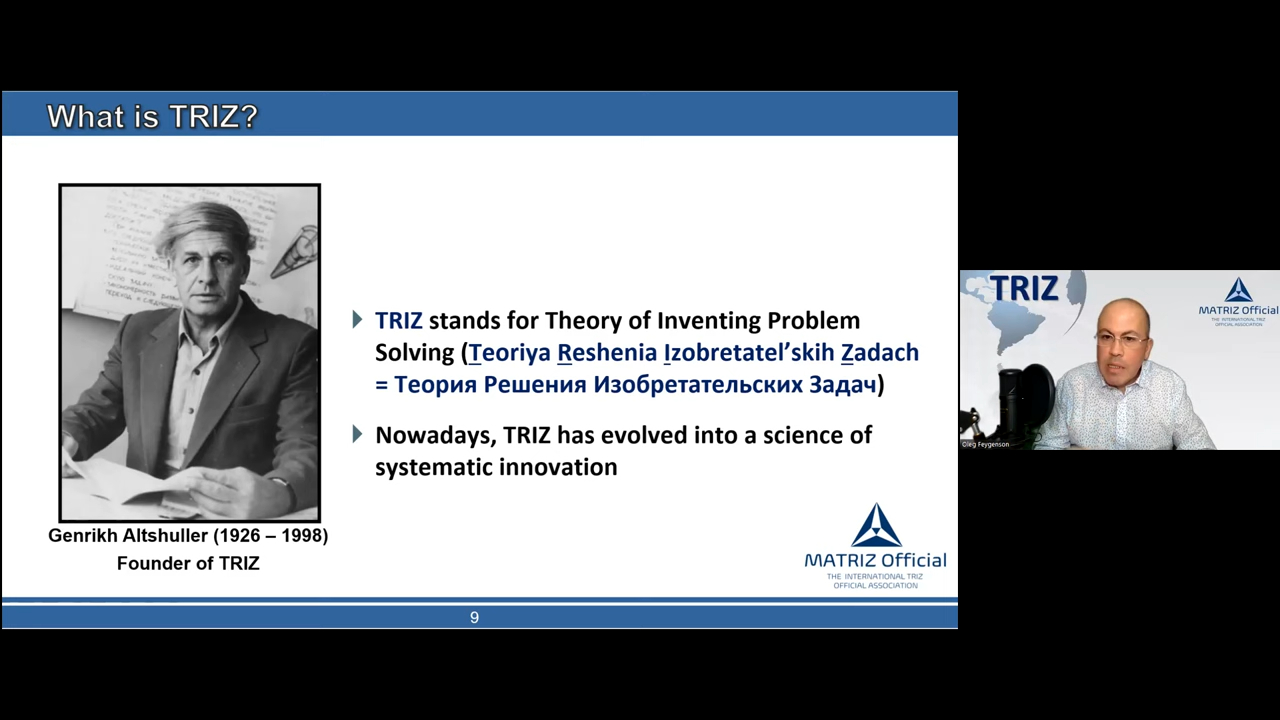 What is TRIZ?
TRIZ stands for Theory of Inventing Problem
Solving (Teoriya Reshenia Izobretatel’skih Zadach
= Теория Решения Изобретательских Задач)
Nowadays, TRIZ has evolved into a science of
systematic innovation
Genrikh Altshuller (1926 – 1998)
Founder of TRIZ
MATRIZ Official
THE INTERNATIONAL TRIZ
OFFICIAL ASSOCIATION
9
TRIZ
MATRIZ Official
THE INTERNATIONAL TRIZ
OFFICIAL ASSOCIATION
Oleg Feygenson